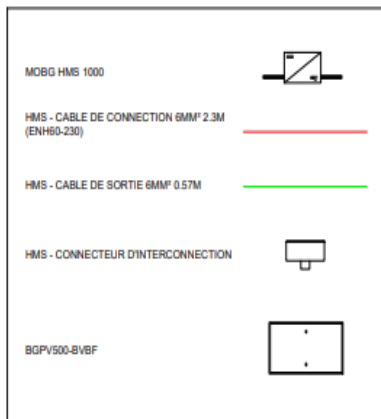 MOBG HMS 1000
HMS - CABLE DE CONNECTION 6MM² 2.3M
(ENH60-230)
HMS - CABLE DE SORTIE 6MM² 0.57M
HMS - CONNECTEUR D'INTERCONNECTION
BGPV500-BVBF